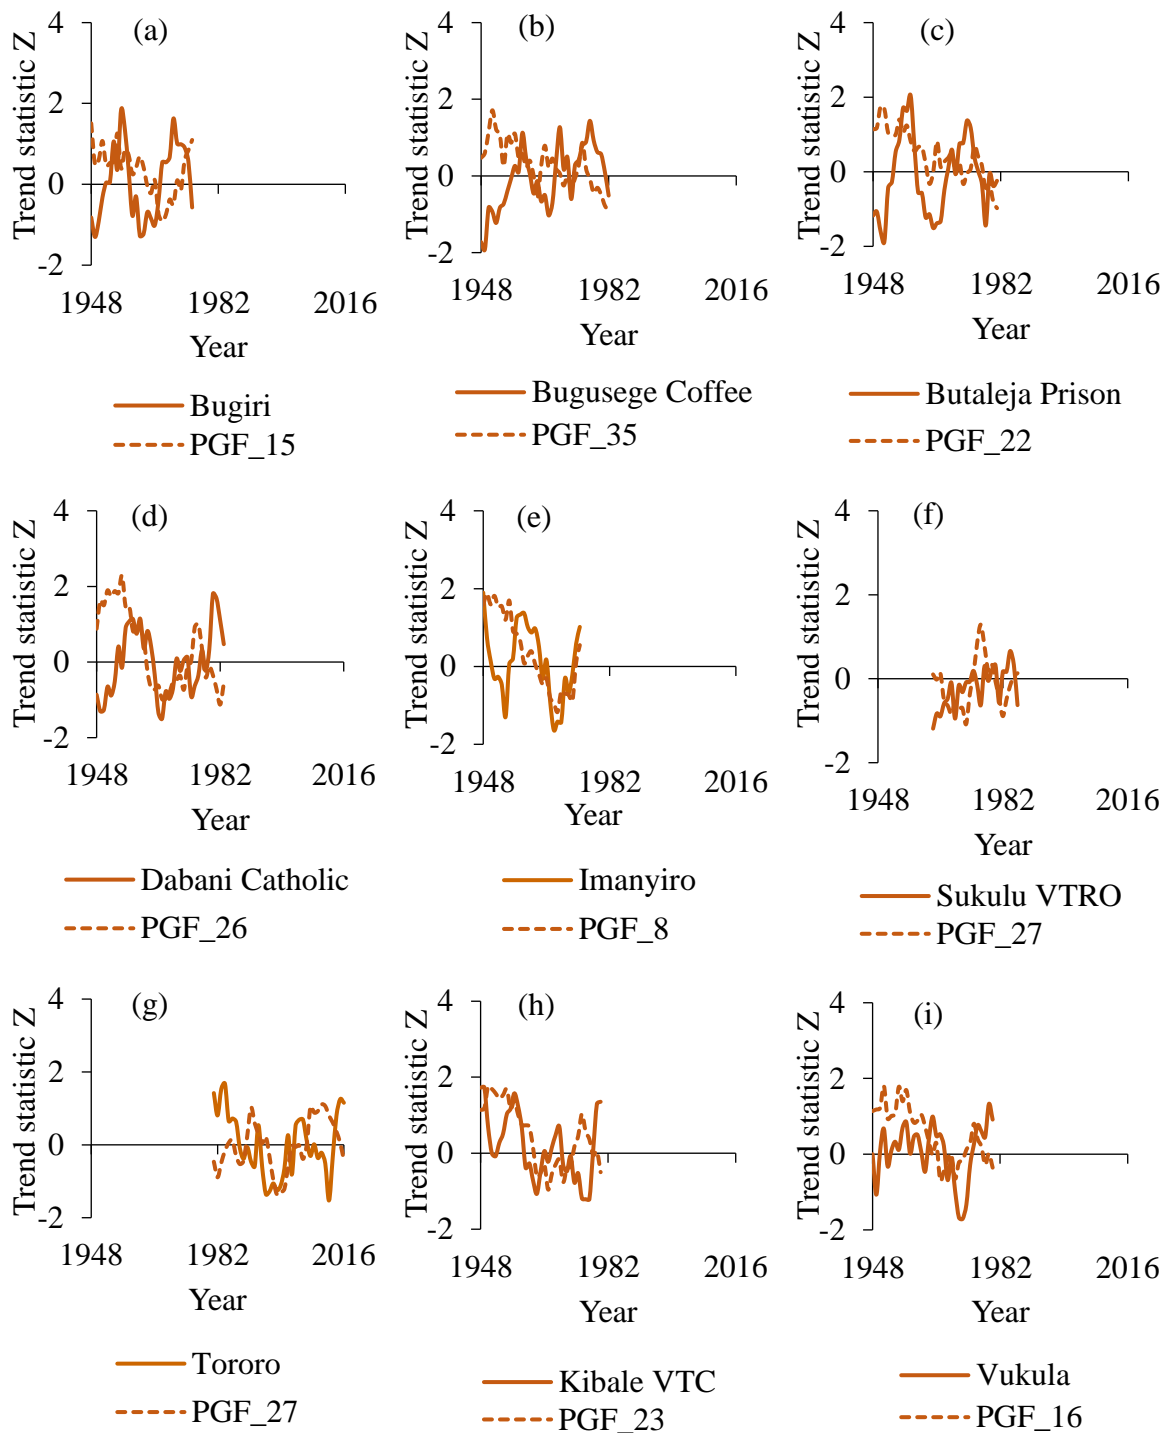 (a)
Trend statistic Z
4
2
0
-2
1948 1982 2016
Year
Bugiri
PGF_15
(b)
Trend statistic Z
4
2
0
-2
1948 1982 2016
Year
Bugusege Coffee
PGF_35
(c)
Trend statistic Z
4
2
0
-2
1948 1982 2016
Year
Butaleja Prison
PGF_22
(d)
Trend statistic Z
4
2
0
-2
1948 1982 2016
Year
Dabani Catholic
PGF_26
(e)
Trend statistic Z
4
2
0
-2
1948 1982 2016
Year
Imanyiro
PGF_8
(f)
Trend statistic Z
4
2
0
-2
1948 1982 2016
Year
Sukulu VTRO
PGF_27
(g)
Trend statistic Z
4
2
0
-2
1948 1982 2016
Year
Tororo
PGF_27
(h)
Trend statistic Z
4
2
0
-2
1948 1982 2016
Year
Kibale VTC
PGF_23
(i)
Trend statistic Z
4
2
0
-2
1948 1982 2016
Year
Vukula
PGF_16